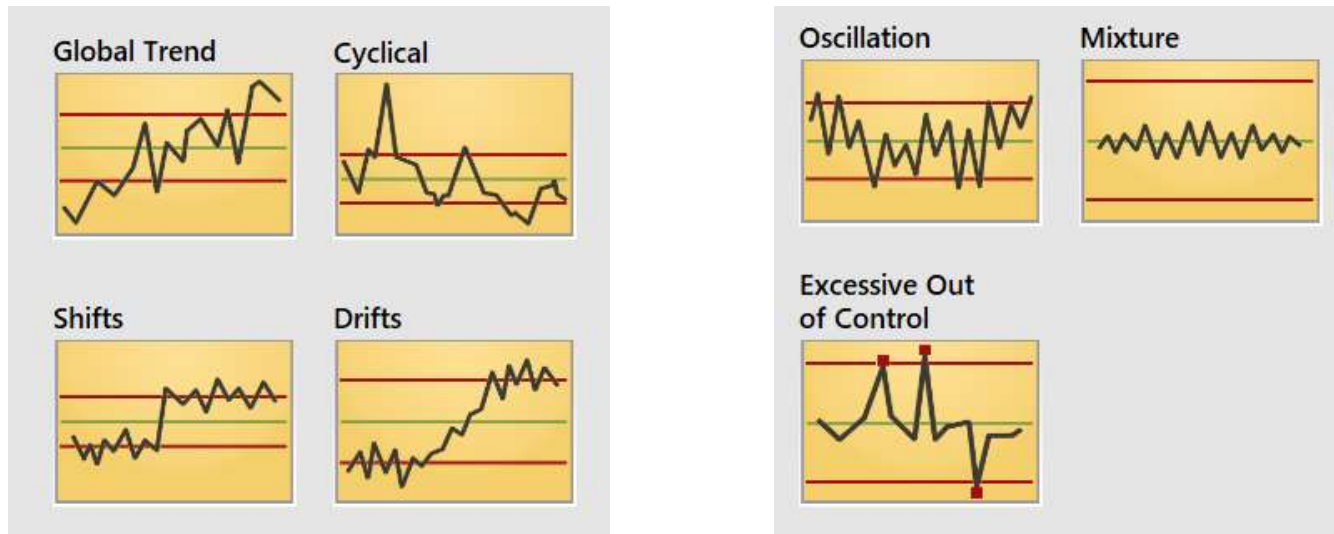 Global Trend
Cyclical
Shifts
Drifts
Oscillation
Mixture
Excessive Out
of Control